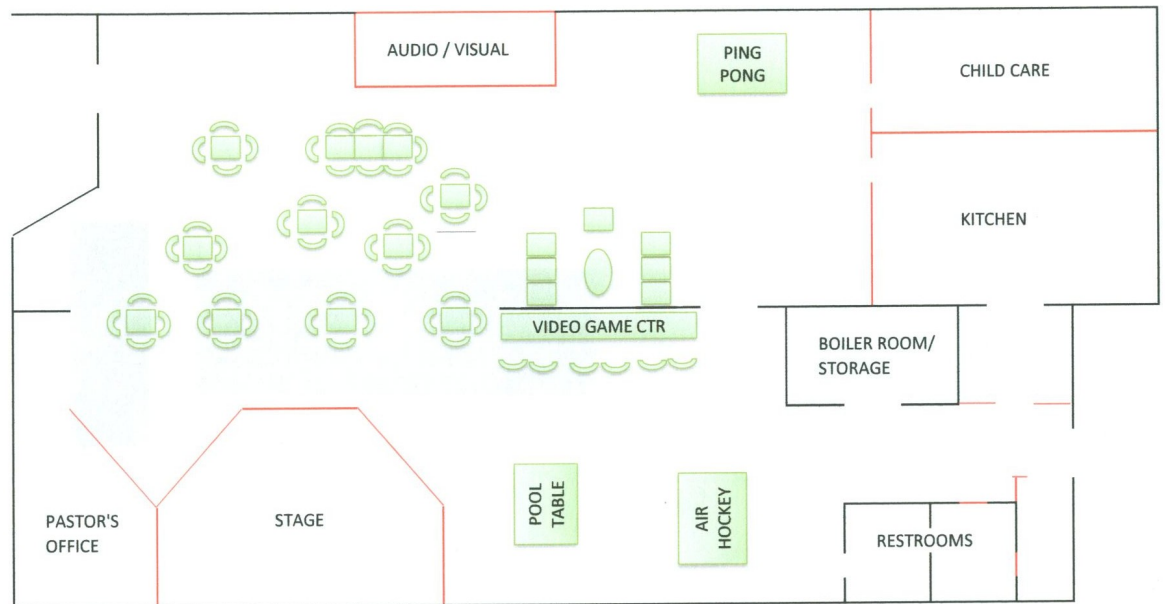 AUDIO / VISUAL
PING
PONG
CHILD CARE
KITCHEN
VIDEO GAME CTR
BOILER ROOM/
STORAGE
PASTOR'S
OFFICE
STAGE
POOL
TABLE
AIR
HOCKEY
RESTROOMS